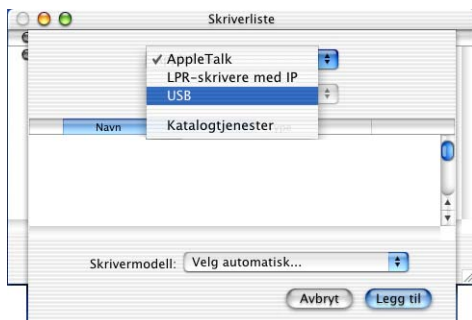 Skriverliste
✓ AppleTalk
LPR-skrivere med IP
USB
Katalogtjenester
Navn
Skrivermodell: Velg automatisk...
Avbryt Legg til